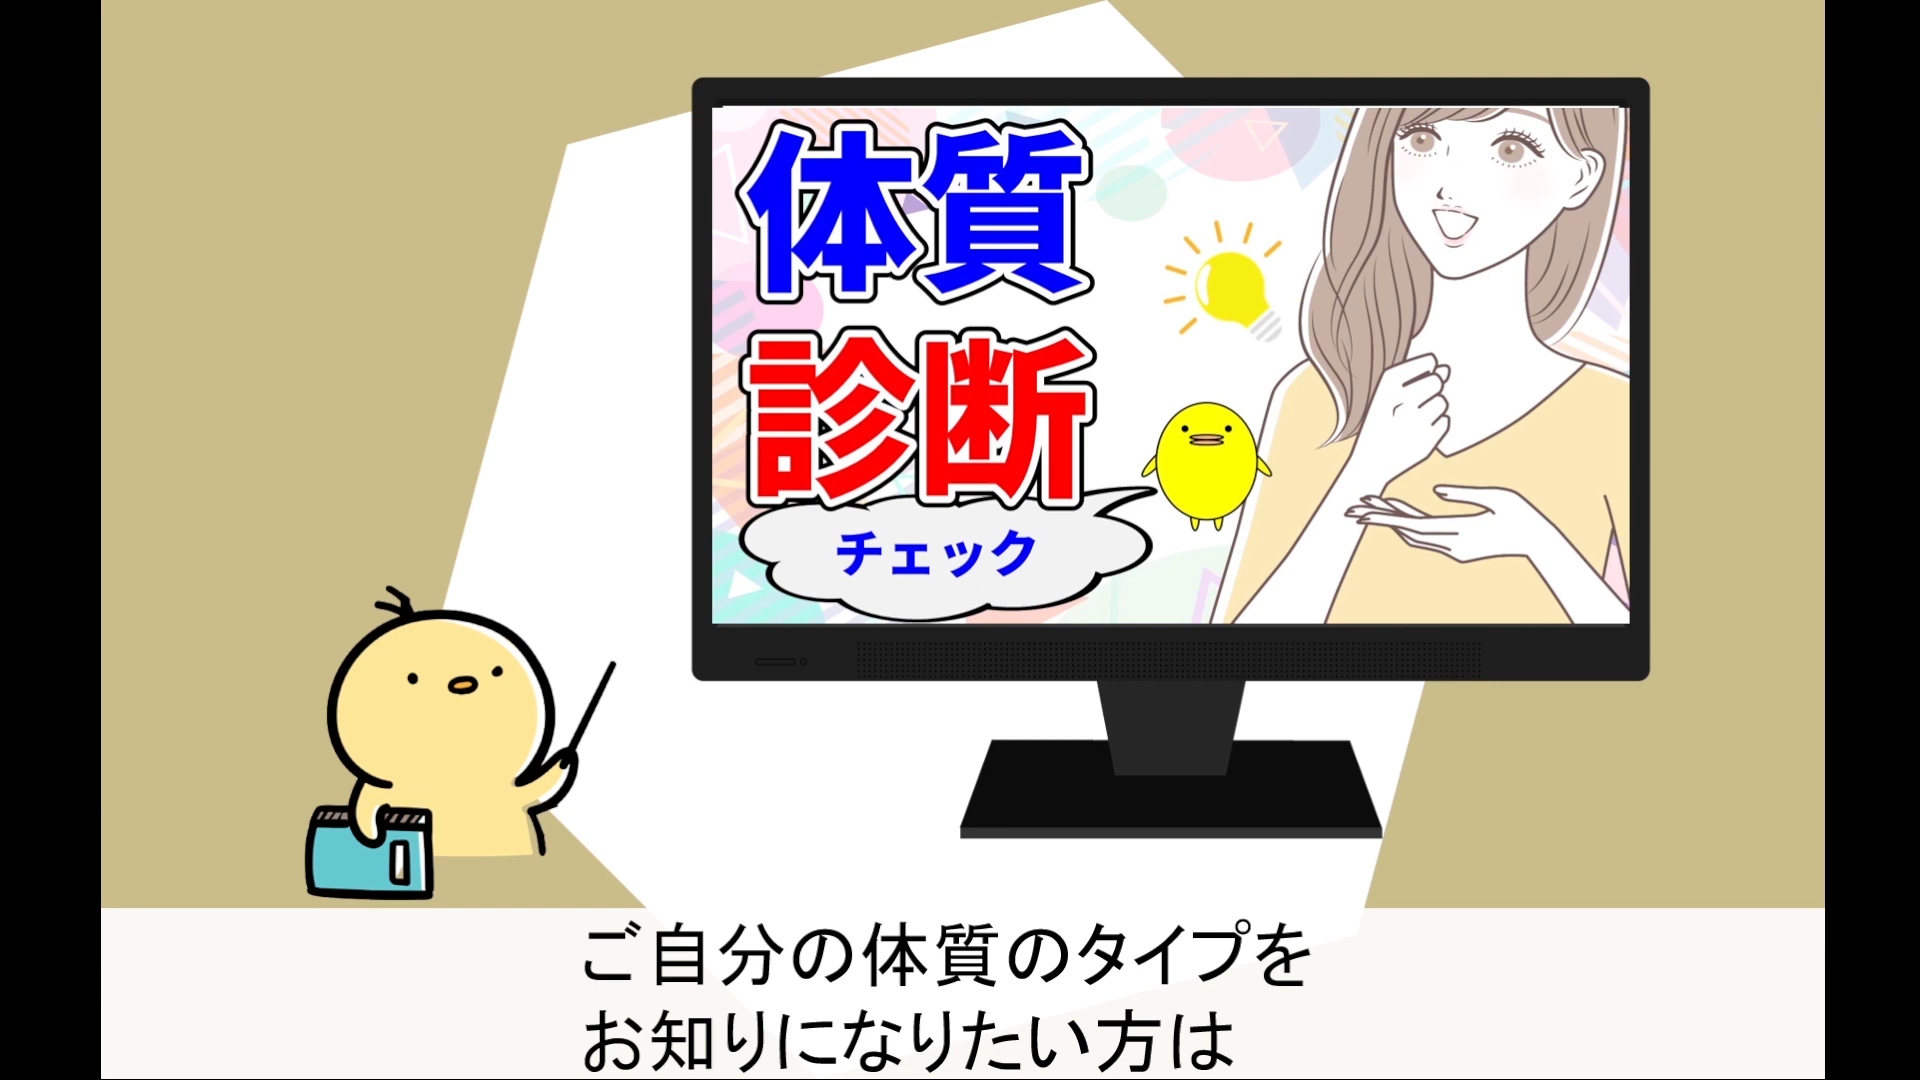 体質
診断
チェック
ご自分の体質のタイプを
お知りになりたい方は